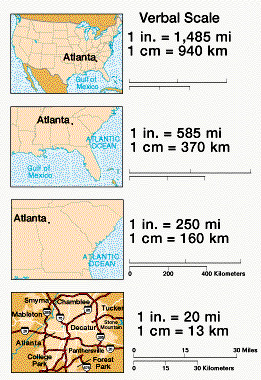 Verbal Scale
Atlanta
Gulf of
Mexico
1 in. = 1,485 mi
1 cm = 940 km
Atlanta
ATLANTIC
OCEAN
Gulf of
Mexico
1 in. = 585 mi
1 cm = 370 km
Atlanta
ATLANTIC
OCEAN
1 in. = 250 mi
1 cm = 160 km
0 200 400 Kilometers
Smyrna Chamblee
Tucker
Mableton
Decatur
Stone
Mountain
Atlanta
Panthersville
College
Park
Forest
Park
1 in. = 20 mi
1 cm = 13 km
0 15 30 Miles
0 15 30 Kilometers